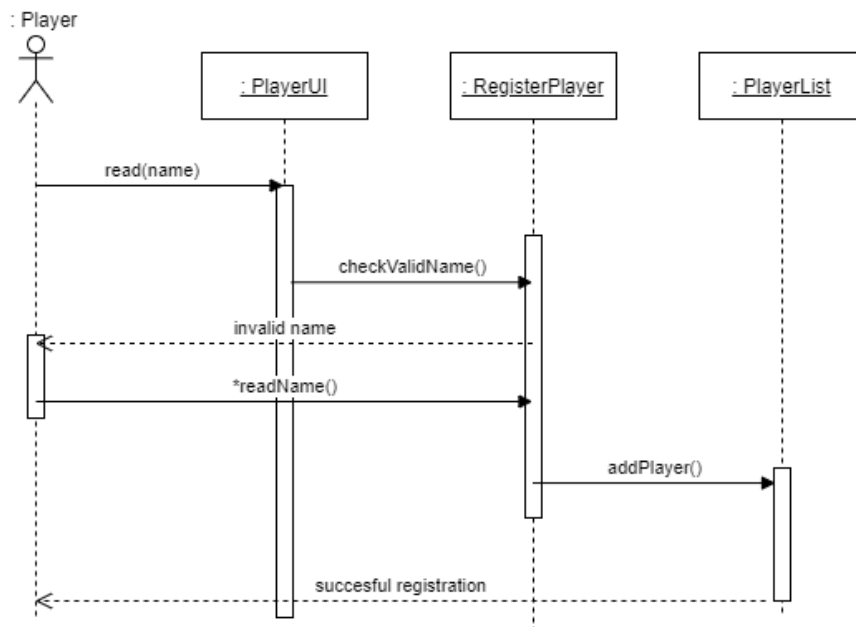 : Player
: PlayerUI
: RegisterPlayer
: PlayerList
read(name)
checkValidName()
invalid name
*readName()
addPlayer()
succesful registration